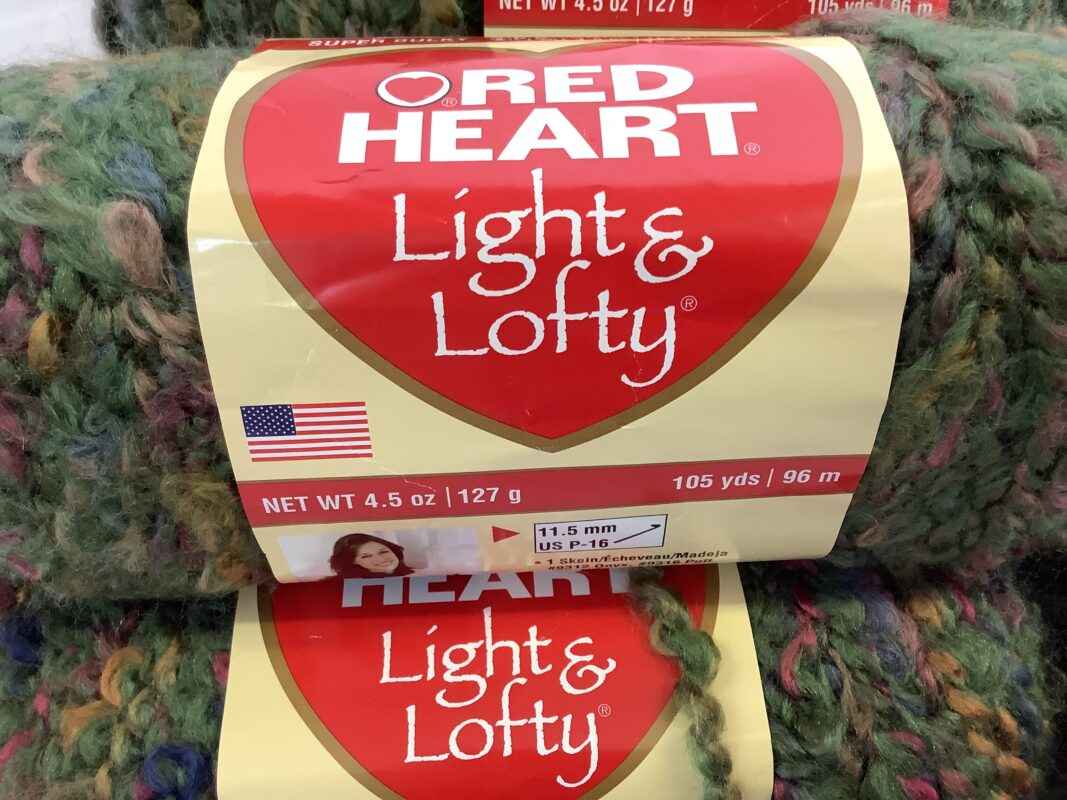 NET WT 4.5 oz | 127 g
105 yds | 96 m
SUPER BULKY
RED
HEART®
Light &
Lofty®
NET WT 4.5 oz | 127 g
105 yds | 96 m
11.5 mm
US P-16
• 1 Skein/Écheveau/Madeja
HEART
Light &
Lofty®